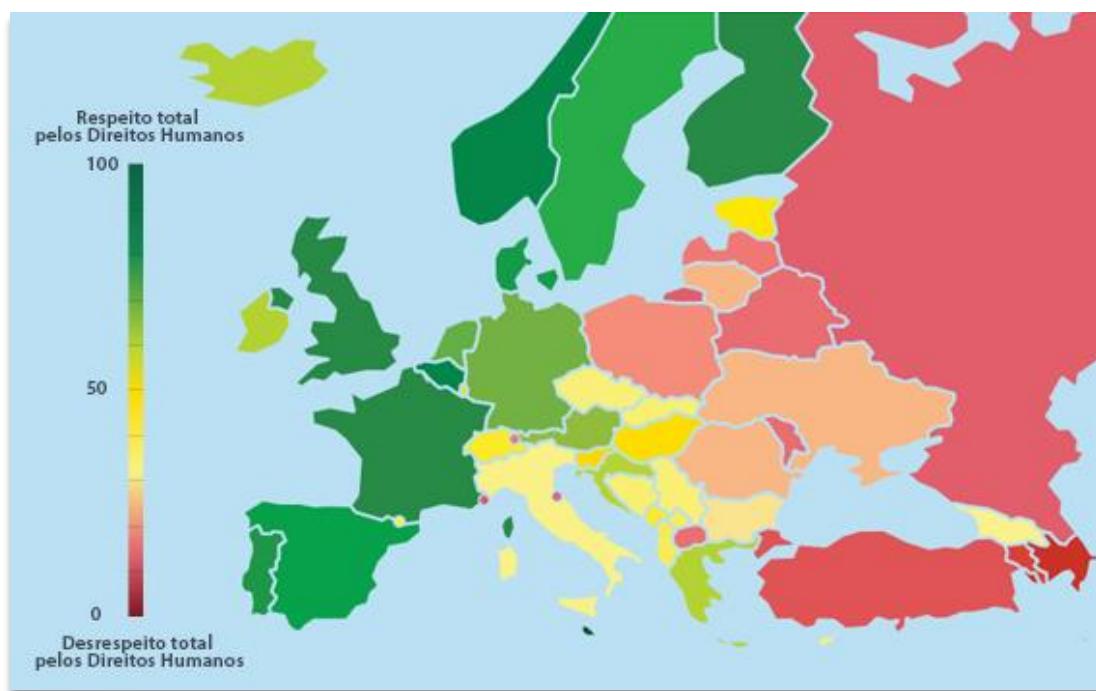 Respeito total
pelos Direitos Humanos
100
50
0
Desrespeito total
pelos Direitos Humanos